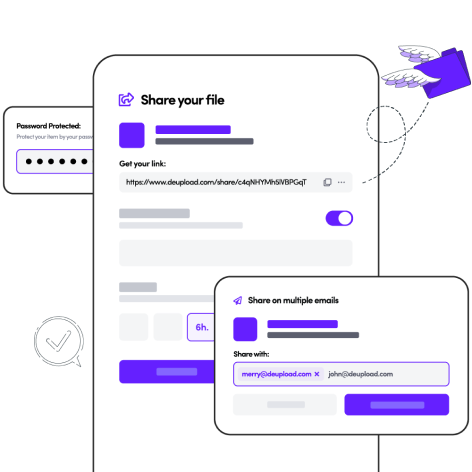 Share your file
Password Protected:
Protect your item by your passw
Get your link:
https://www.deupload.com/share/c4qNHYMh5lVBPGqT
6h.
Share on multiple emails
Share with:
merry@deupload.com × john@deupload.com